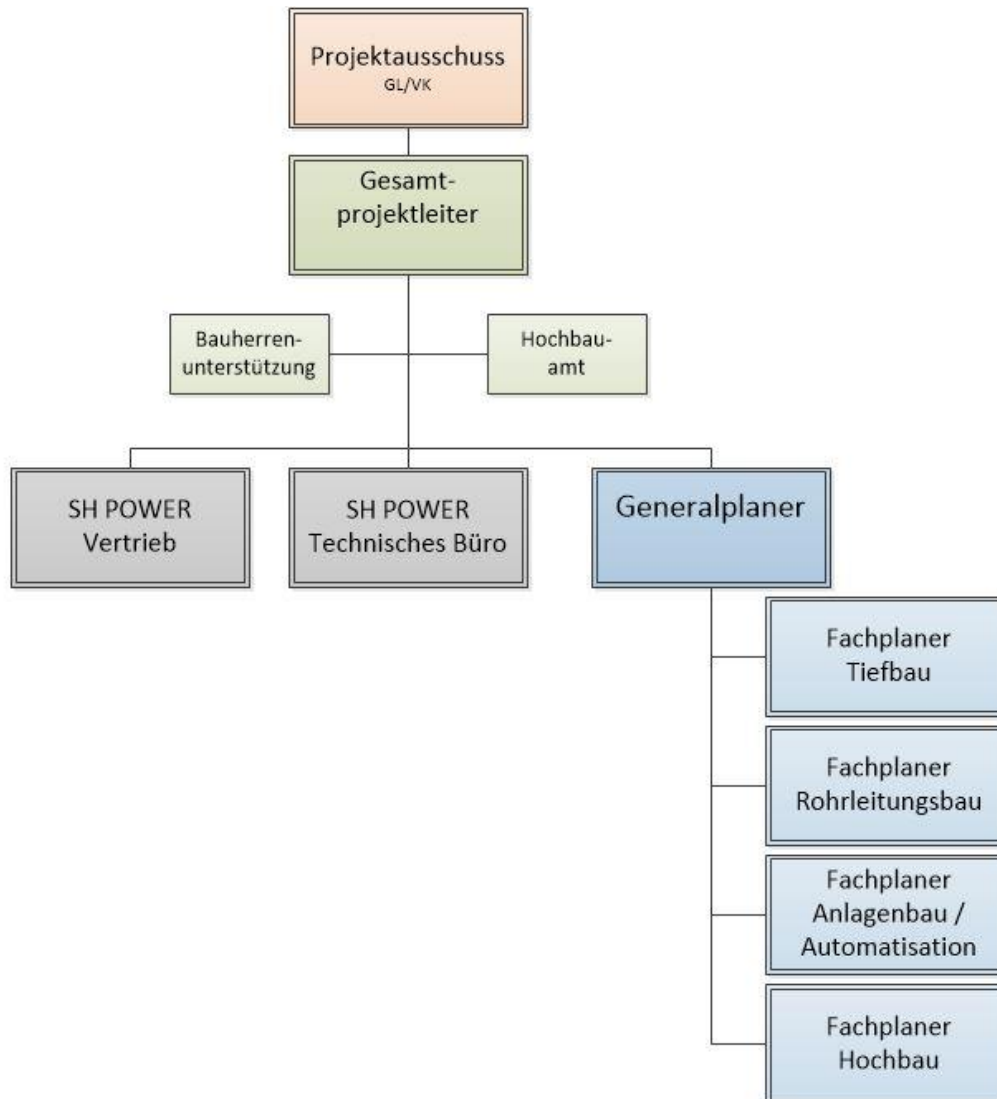 Projektausschuss
GL/VK
Gesamt-
projektleiter
Bauherren-
unterstützung
Hochbau-
amt
SH POWER
Vertrieb
SH POWER
Technisches Büro
Generalplaner
Fachplaner
Tiefbau
Fachplaner
Rohrleitungsbau
Fachplaner
Anlagenbau /
Automatisation
Fachplaner
Hochbau